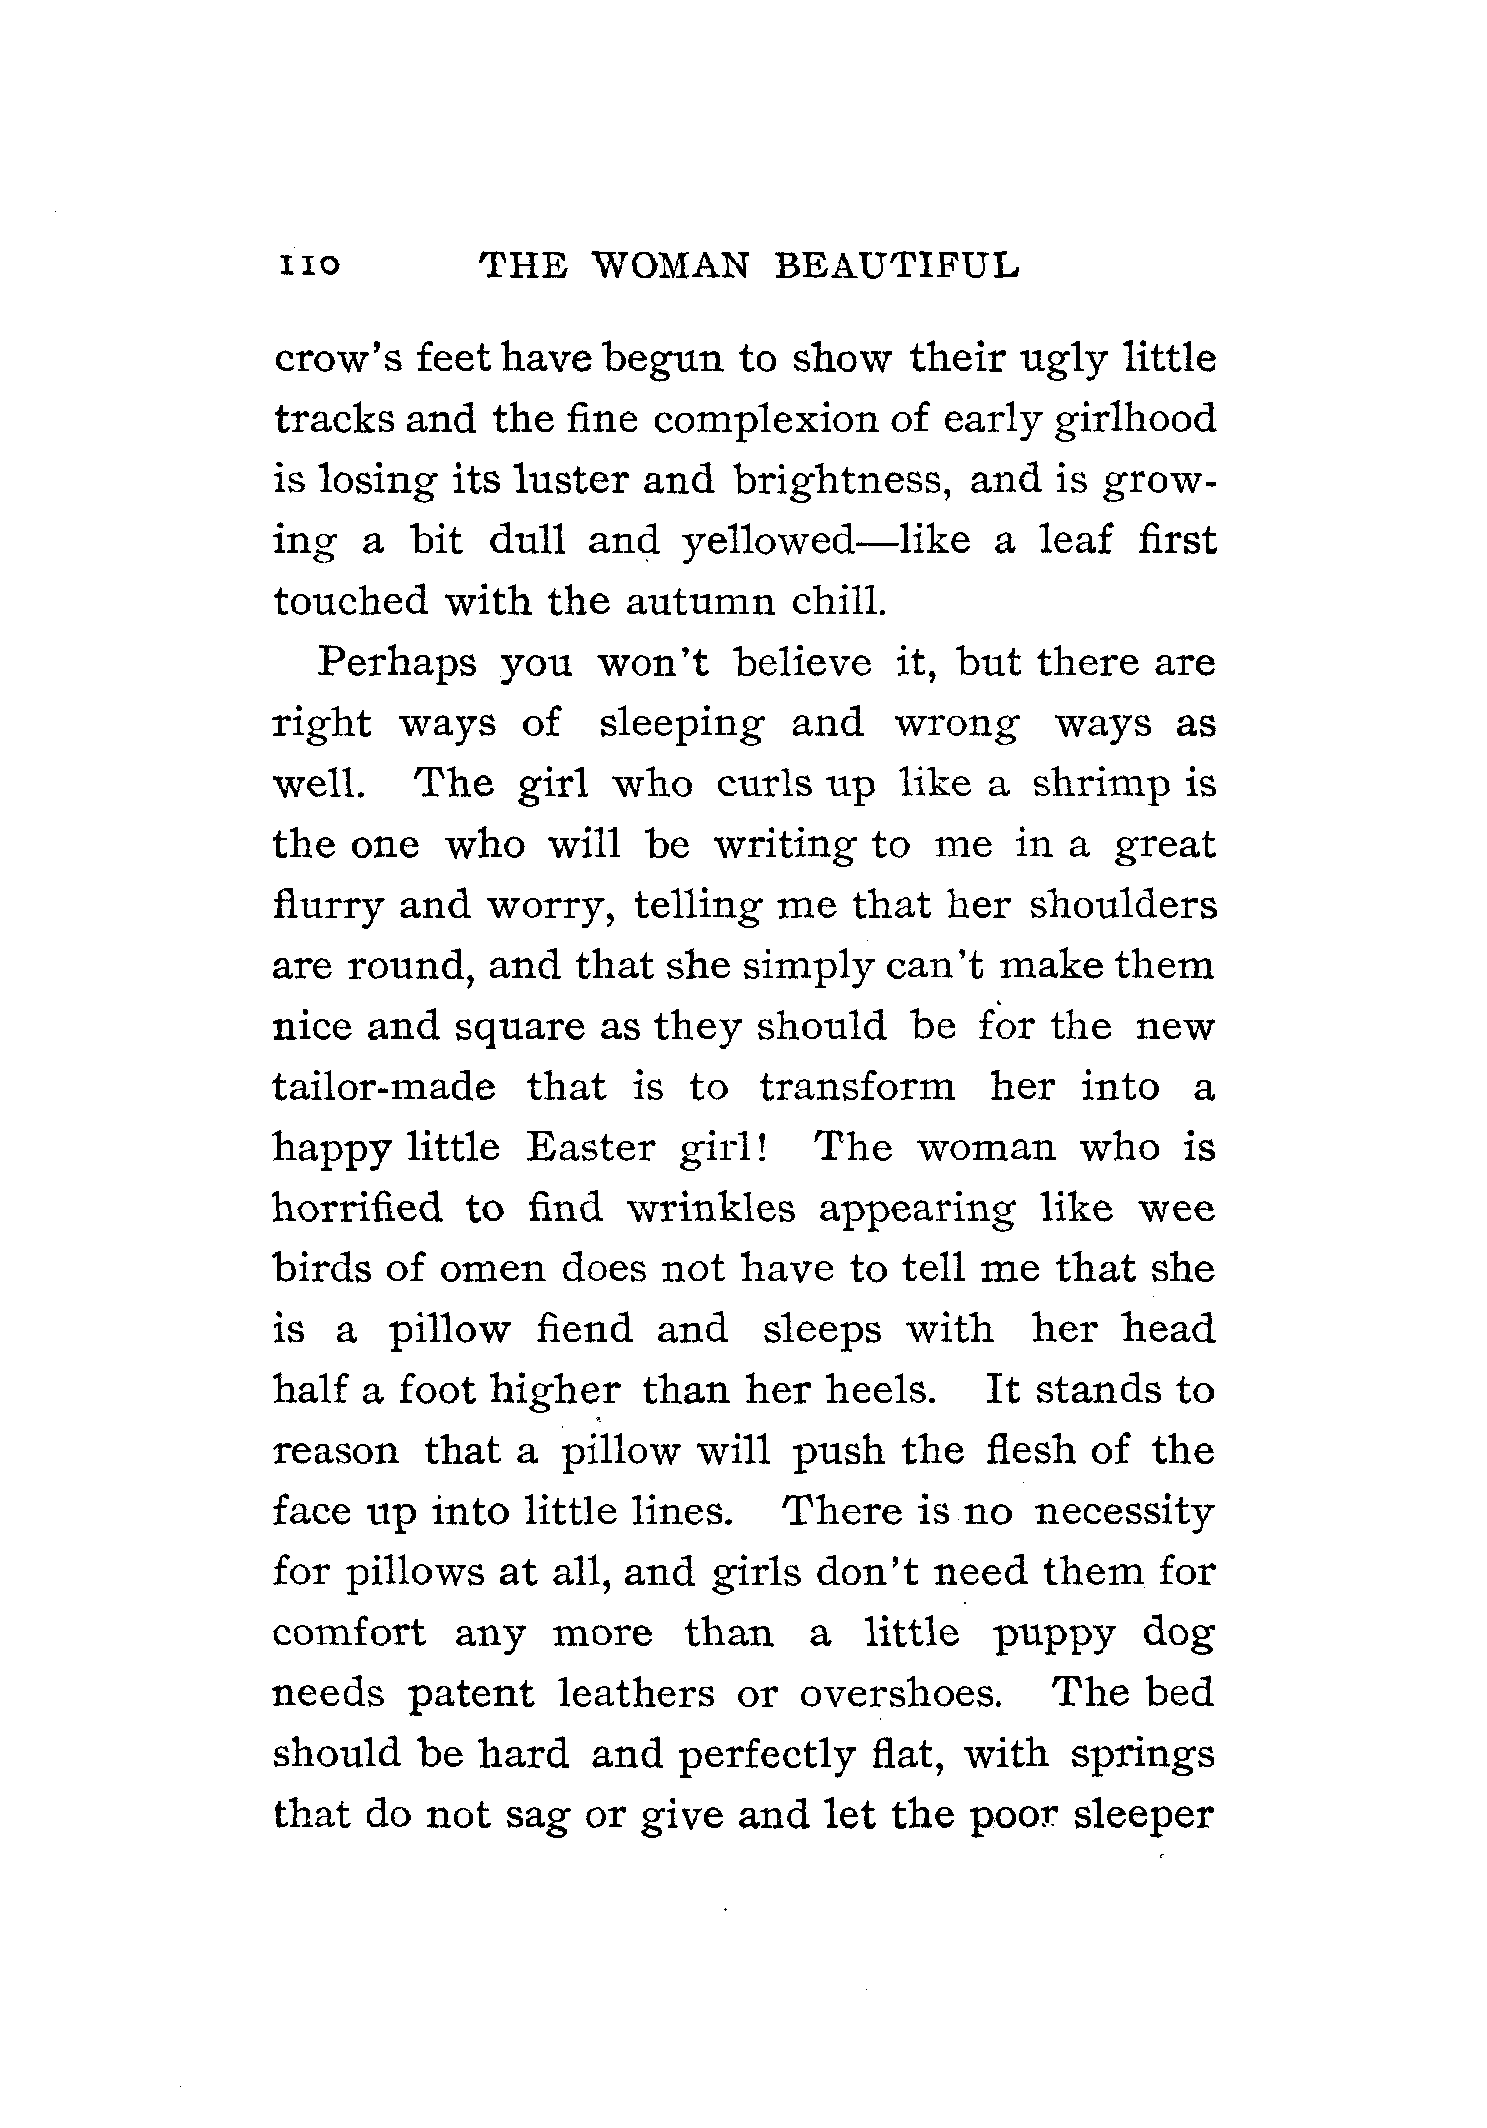 110 THE WOMAN BEAUTIFUL
crow's feet have begun to show their ugly little
tracks and the fine complexion of early girlhood
is losing its luster and brightness, and is grow-
ing a bit dull and yellowed—like a leaf first
touched with the autumn chill.
Perhaps you won't believe it, but there are
right ways of sleeping and wrong ways as
well. The girl who curls up like a shrimp is
the one who will be writing to me in a great
flurry and worry, telling me that her shoulders
are round, and that she simply can't make them
nice and square as they should be for the new
tailor-made that is to transform her into a
happy little Easter girl! The woman who is
horrified to find wrinkles appearing like wee
birds of omen does not have to tell me that she
is a pillow fiend and sleeps with her head
half a foot higher than her heels. It stands to
reason that a pillow will push the flesh of the
face up into little lines. There is no necessity
for pillows at all, and girls don't need them for
comfort any more than a little puppy dog
needs patent leathers or overshoes. The bed
should be hard and perfectly flat, with springs
that do not sag or give and let the poor sleeper